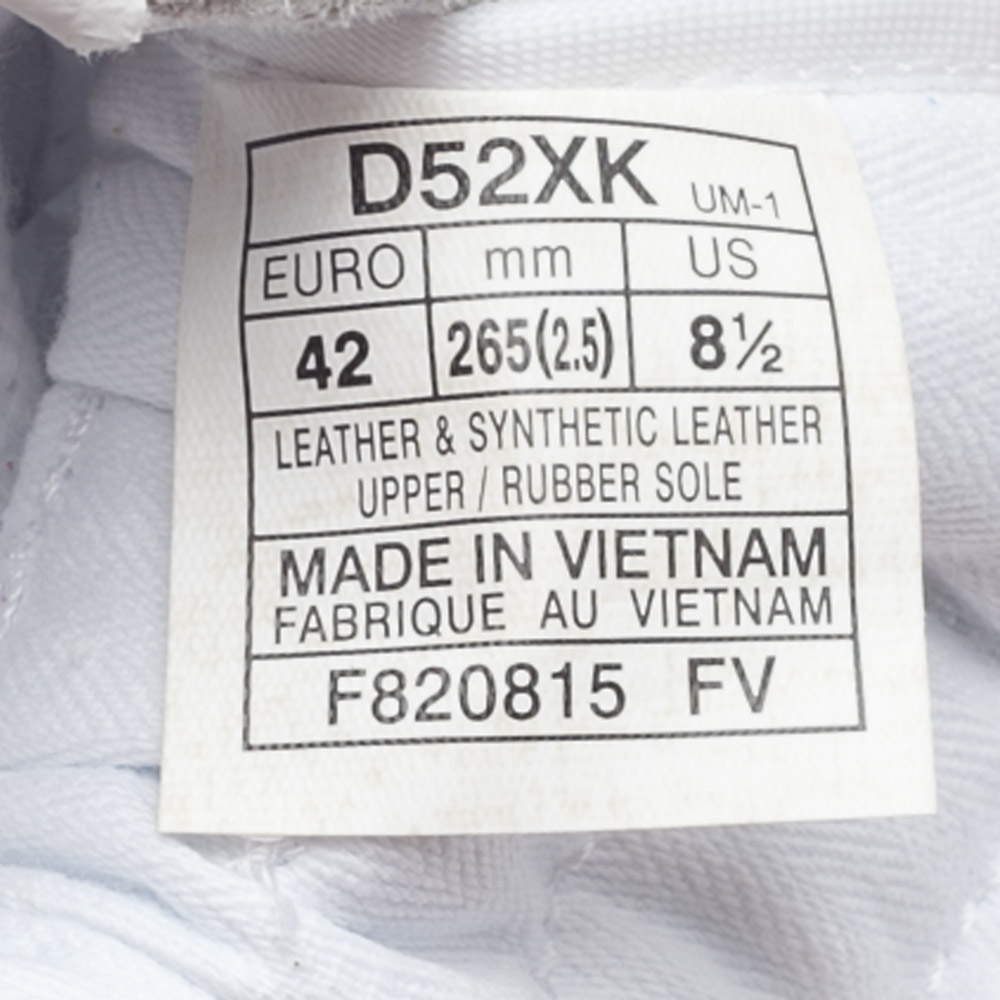 D52XK UM-1
EURO mm US
42 265(2.5) 8½
LEATHER & SYNTHETIC LEATHER
UPPER / RUBBER SOLE
MADE IN VIETNAM
FABRIQUE AU VIETNAM
F820815 FV